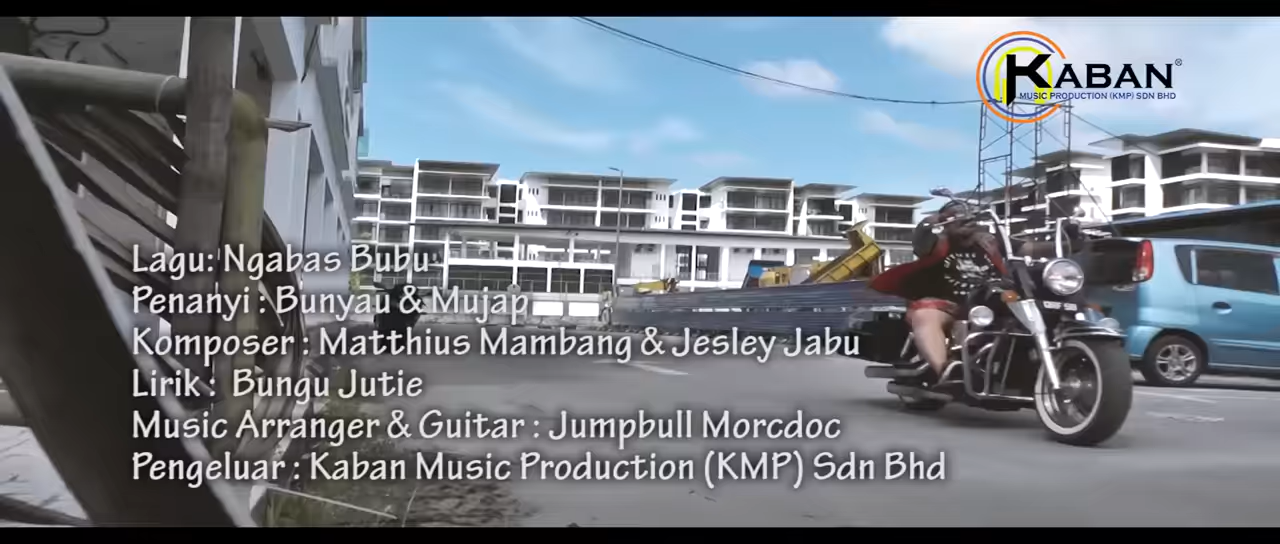 KABAN®
MUSIC PRODUCTION (KMP) SDN BHD
Lagu: Ngabas Bubu
Penanyi : Bunyau & Mujap
Komposer : Matthius Mambang & Jesley Jabu
Lirik : Bungu Jutie
Music Arranger & Guitar : Jumpbull Morcdoc
Pengeluar : Kaban Music Production (KMP) Sdn Bhd